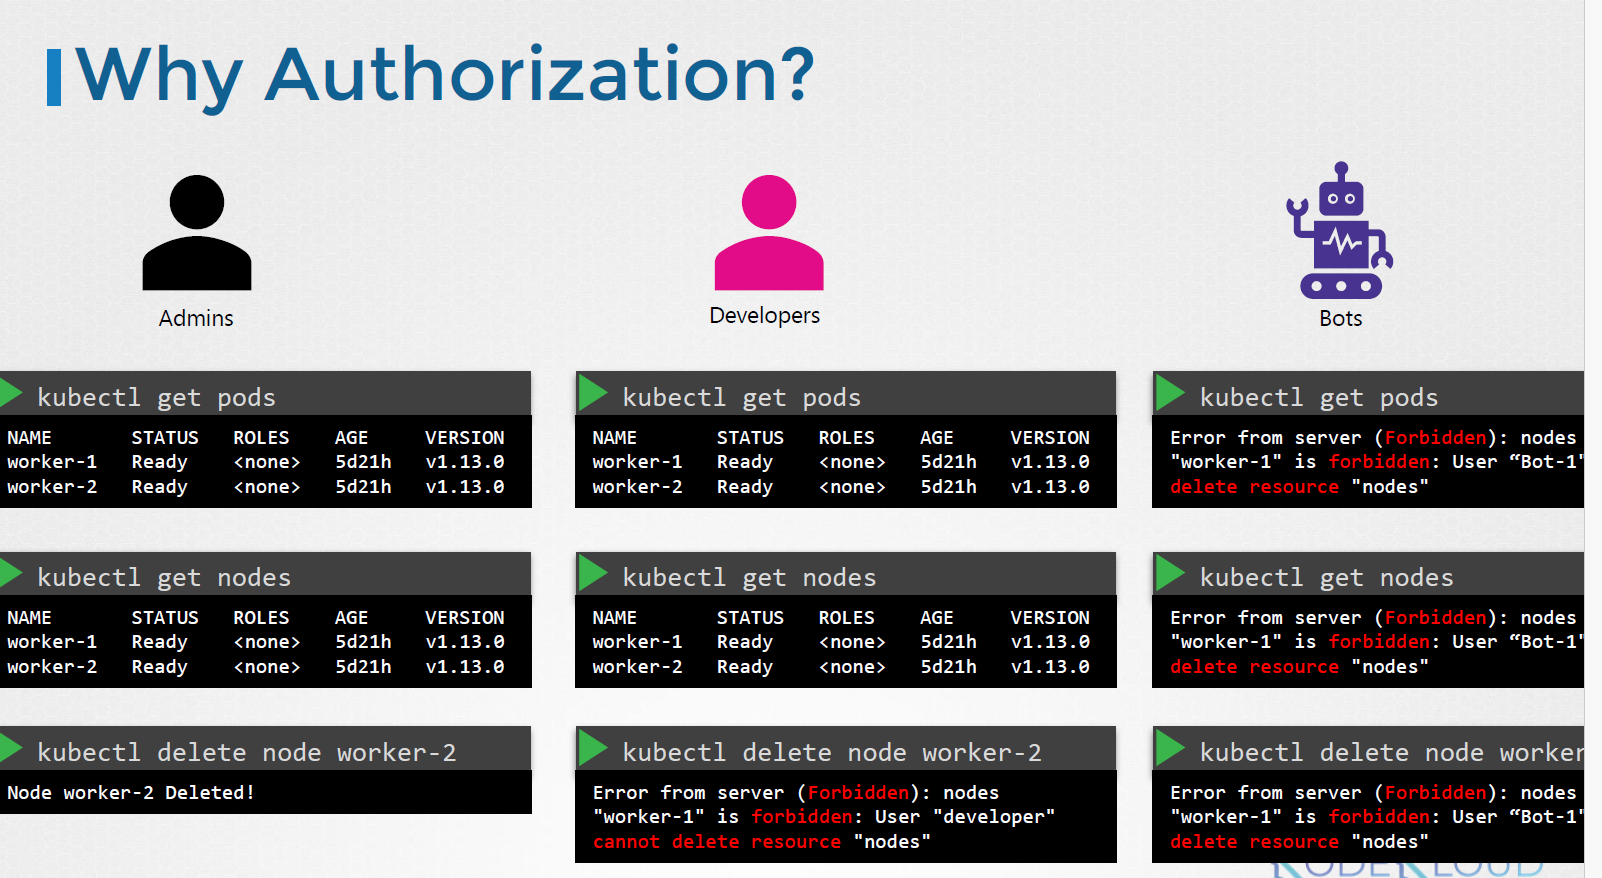 Why Authorization?
Admins
Developers
Bots
kubectl get pods
NAME STATUS ROLES AGE VERSION
worker-1 Ready <none> 5d21h v1.13.0
worker-2 Ready <none> 5d21h v1.13.0
kubectl get pods
NAME STATUS ROLES AGE VERSION
worker-1 Ready <none> 5d21h v1.13.0
worker-2 Ready <none> 5d21h v1.13.0
kubectl get pods
Error from server (Forbidden): nodes
"worker-1" is forbidden: User “Bot-1"
delete resource "nodes"
kubectl get nodes
NAME STATUS ROLES AGE VERSION
worker-1 Ready <none> 5d21h v1.13.0
worker-2 Ready <none> 5d21h v1.13.0
kubectl get nodes
NAME STATUS ROLES AGE VERSION
worker-1 Ready <none> 5d21h v1.13.0
worker-2 Ready <none> 5d21h v1.13.0
kubectl get nodes
Error from server (Forbidden): nodes
"worker-1" is forbidden: User “Bot-1"
delete resource "nodes"
kubectl delete node worker-2
Node worker-2 Deleted!
kubectl delete node worker-2
Error from server (Forbidden): nodes
"worker-1" is forbidden: User "developer"
cannot delete resource "nodes"
kubectl delete node worker
Error from server (Forbidden): nodes
"worker-1" is forbidden: User “Bot-1"
delete resource "nodes"
KODEKLOUD